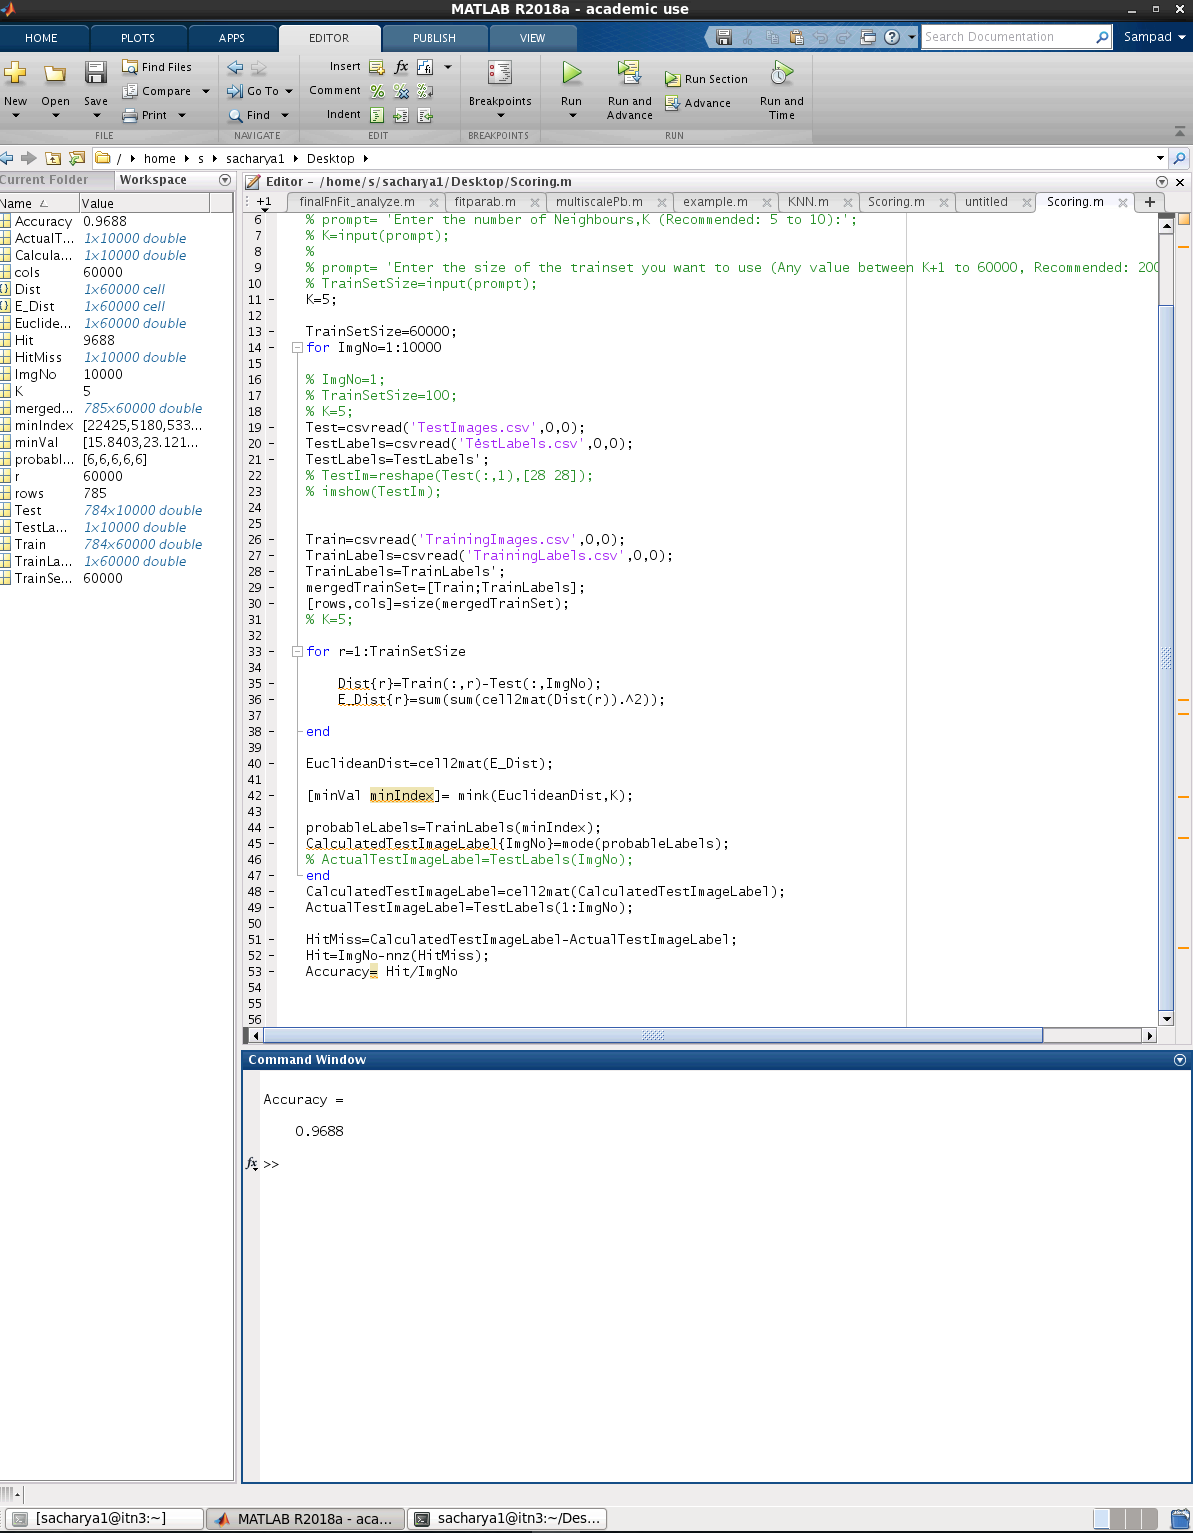 MATLAB R2018a - academic use
HOME PLOTS APPS EDITOR PUBLISH VIEW Search Documentation Sampad
New Open Save Find Files Compare Print Go To Find Insert fx Comment Indent Breakpoints Run Run and Advance Run Section Advance Run and Time
FILE NAVIGATE EDIT BREAKPOINTS RUN
/ home s sacharya1 Desktop
Current Folder Workspace
Name Value
Accuracy 0.9688
ActualT... 1x10000 double
Calcula... 1x10000 double
cols 60000
Dist 1x60000 cell
E_Dist 1x60000 cell
Euclide... 1x60000 double
Hit 9688
HitMiss 1x10000 double
ImgNo 10000
K 5
merged... 785x60000 double
minIndex [22425,5180,533...
minVal [15.8403,23.121...
probabl... [6,6,6,6,6]
r 60000
rows 785
Test 784x10000 double
TestLa... 1x10000 double
Train 784x60000 double
TrainLa... 1x60000 double
TrainSe... 60000
Editor - /home/s/sacharya1/Desktop/Scoring.m
+1 finalFnFit_analyze.m fitparab.m multiscalePb.m example.m KNN.m Scoring.m untitled Scoring.m +
6 % prompt= 'Enter the number of Neighbours,K (Recommended: 5 to 10):';
7 % K=input(prompt);
8 %
9 % prompt= 'Enter the size of the trainset you want to use (Any value between K+1 to 60000, Recommended: 200
10 % TrainSetSize=input(prompt);
11 - K=5;
12
13 - TrainSetSize=60000;
14 - for ImgNo=1:10000
15
16 % ImgNo=1;
17 % TrainSetSize=100;
18 % K=5;
19 - Test=csvread('TestImages.csv',0,0);
20 - TestLabels=csvread('TestLabels.csv',0,0);
21 - TestLabels=TestLabels';
22 % TestIm=reshape(Test(:,1),[28 28]);
23 % imshow(TestIm);
24
25
26 - Train=csvread('TrainingImages.csv',0,0);
27 - TrainLabels=csvread('TrainingLabels.csv',0,0);
28 - TrainLabels=TrainLabels';
29 - mergedTrainSet=[Train;TrainLabels];
30 - [rows,cols]=size(mergedTrainSet);
31 % K=5;
32
33 - for r=1:TrainSetSize
34
35 - Dist{r}=Train(:,r)-Test(:,ImgNo);
36 - E_Dist{r}=sum(sum(cell2mat(Dist(r)).^2));
37
38 - end
39
40 - EuclideanDist=cell2mat(E_Dist);
41
42 - [minVal minIndex]= mink(EuclideanDist,K);
43
44 - probableLabels=TrainLabels(minIndex);
45 - CalculatedTestImageLabel{ImgNo}=mode(probableLabels);
46 % ActualTestImageLabel=TestLabels(ImgNo);
47 - end
48 - CalculatedTestImageLabel=cell2mat(CalculatedTestImageLabel);
49 - ActualTestImageLabel=TestLabels(1:ImgNo);
50
51 - HitMiss=CalculatedTestImageLabel-ActualTestImageLabel;
52 - Hit=ImgNo-nnz(HitMiss);
53 - Accuracy= Hit/ImgNo
54
55
56
Command Window
Accuracy =
0.9688
fx >>
[sacharya1@itn3:~] MATLAB R2018a - aca... sacharya1@itn3:~/Des...